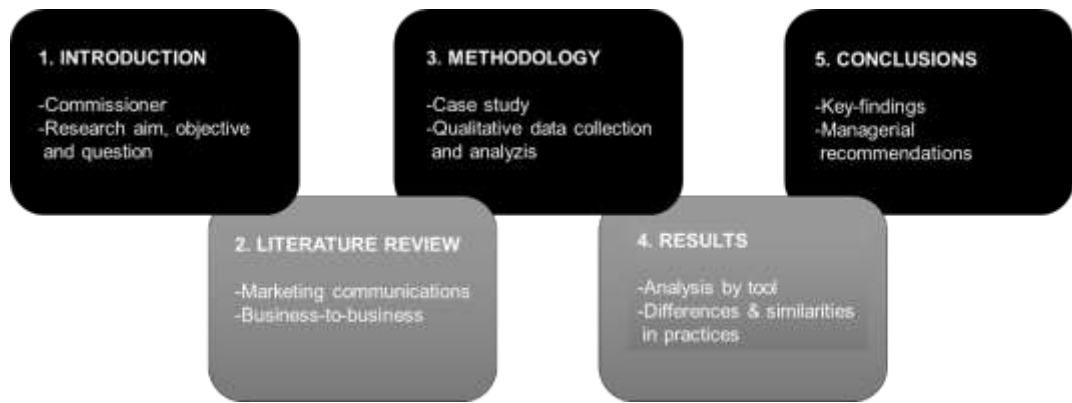 1. INTRODUCTION
-Commissioner
-Research aim, objective
and question
2. LITERATURE REVIEW
-Marketing communications
-Business-to-business
3. METHODOLOGY
-Case study
-Qualitative data collection
and analyzis
4. RESULTS
-Analysis by tool
-Differences & similarities
in practices
5. CONCLUSIONS
-Key-findings
-Managerial
recommendations